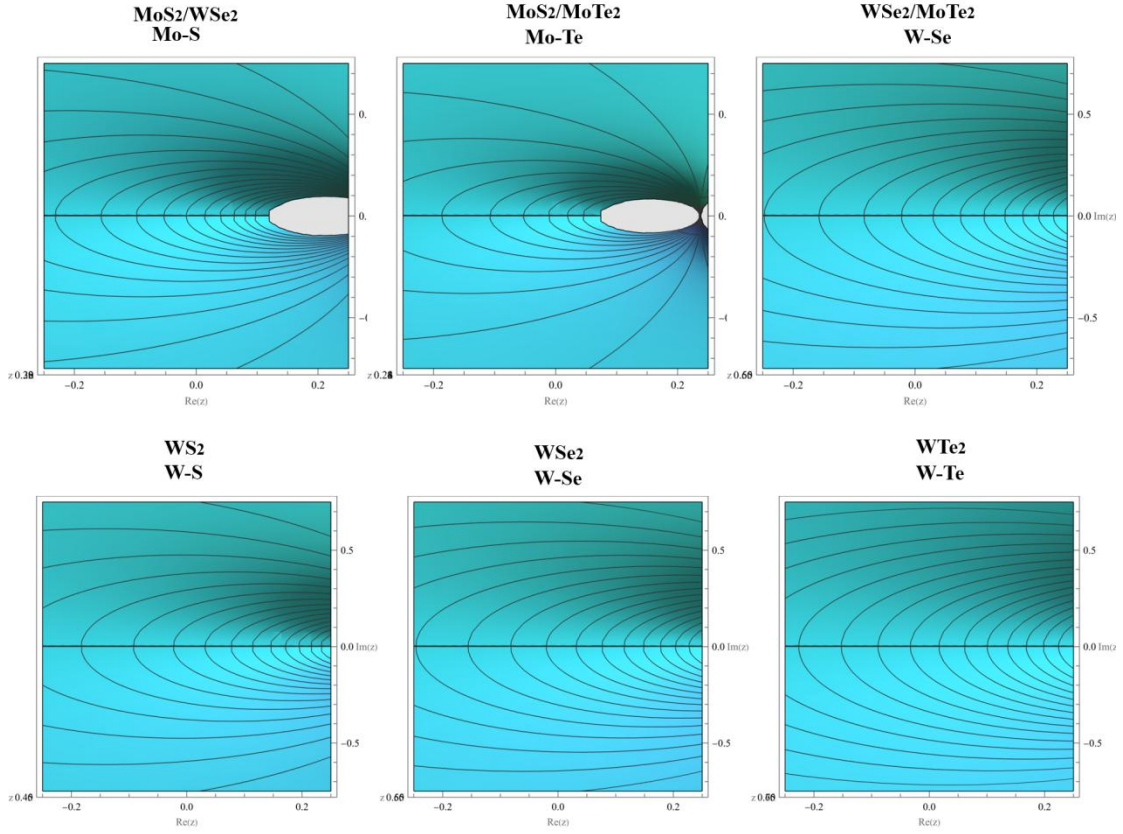 MoS2/WSe2 MoS2/MoTe2 WSe2/MoTe2
Mo-S Mo-Te W-Se
0. 0. 0.5
0. 0. 0.0 Im(z)
-0.5
-0.2 0.0 0.2 -0.2 0.0 0.2 -0.2 0.0 0.2
Re(z) Re(z) Re(z)
WS2 WSe2 WTe2
W-S W-Se W-Te
0.5 0.5 0.5
0.0 Im(z) 0.0 Im(z) 0.0 Im(z)
-0.5 -0.5 -0.5
-0.2 0.0 0.2 -0.2 0.0 0.2 -0.2 0.0 0.2
Re(z) Re(z) Re(z)